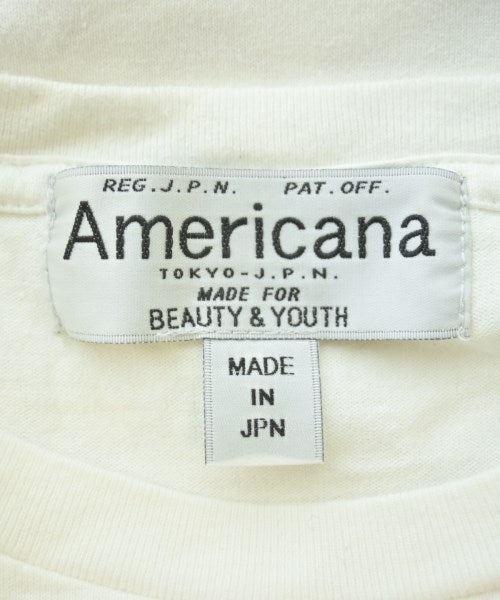 REG.J.P.N. PAT.OFF.
Americana
TOKYO-J.P.N.
MADE FOR
BEAUTY & YOUTH
MADE
IN
JPN